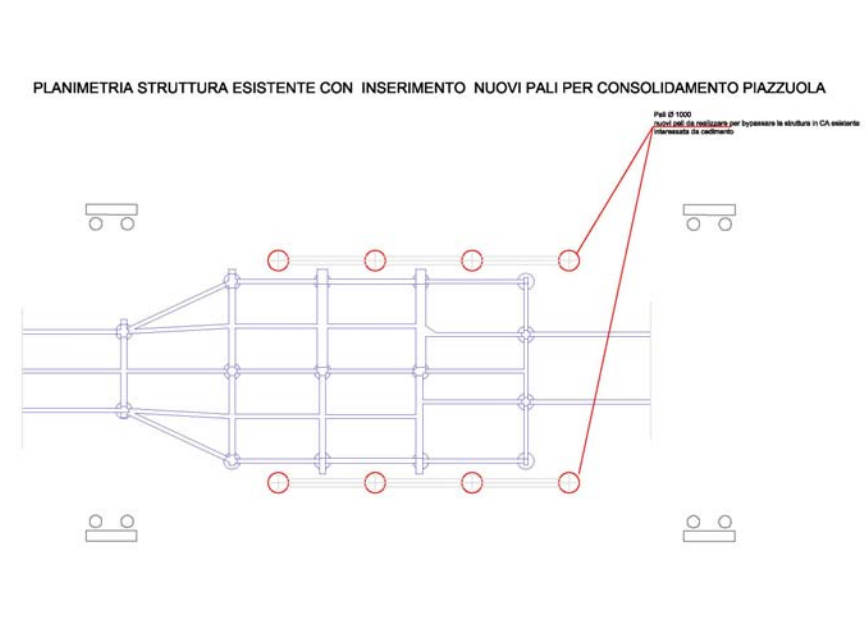 PLANIMETRIA STRUTTURA ESISTENTE CON INSERIMENTO NUOVI PALI PER CONSOLIDAMENTO PIAZZUOLA
Pali Ø 1000
nuovi pali da realizzare per bypassare la struttura in CA esistente
interessata da cedimento